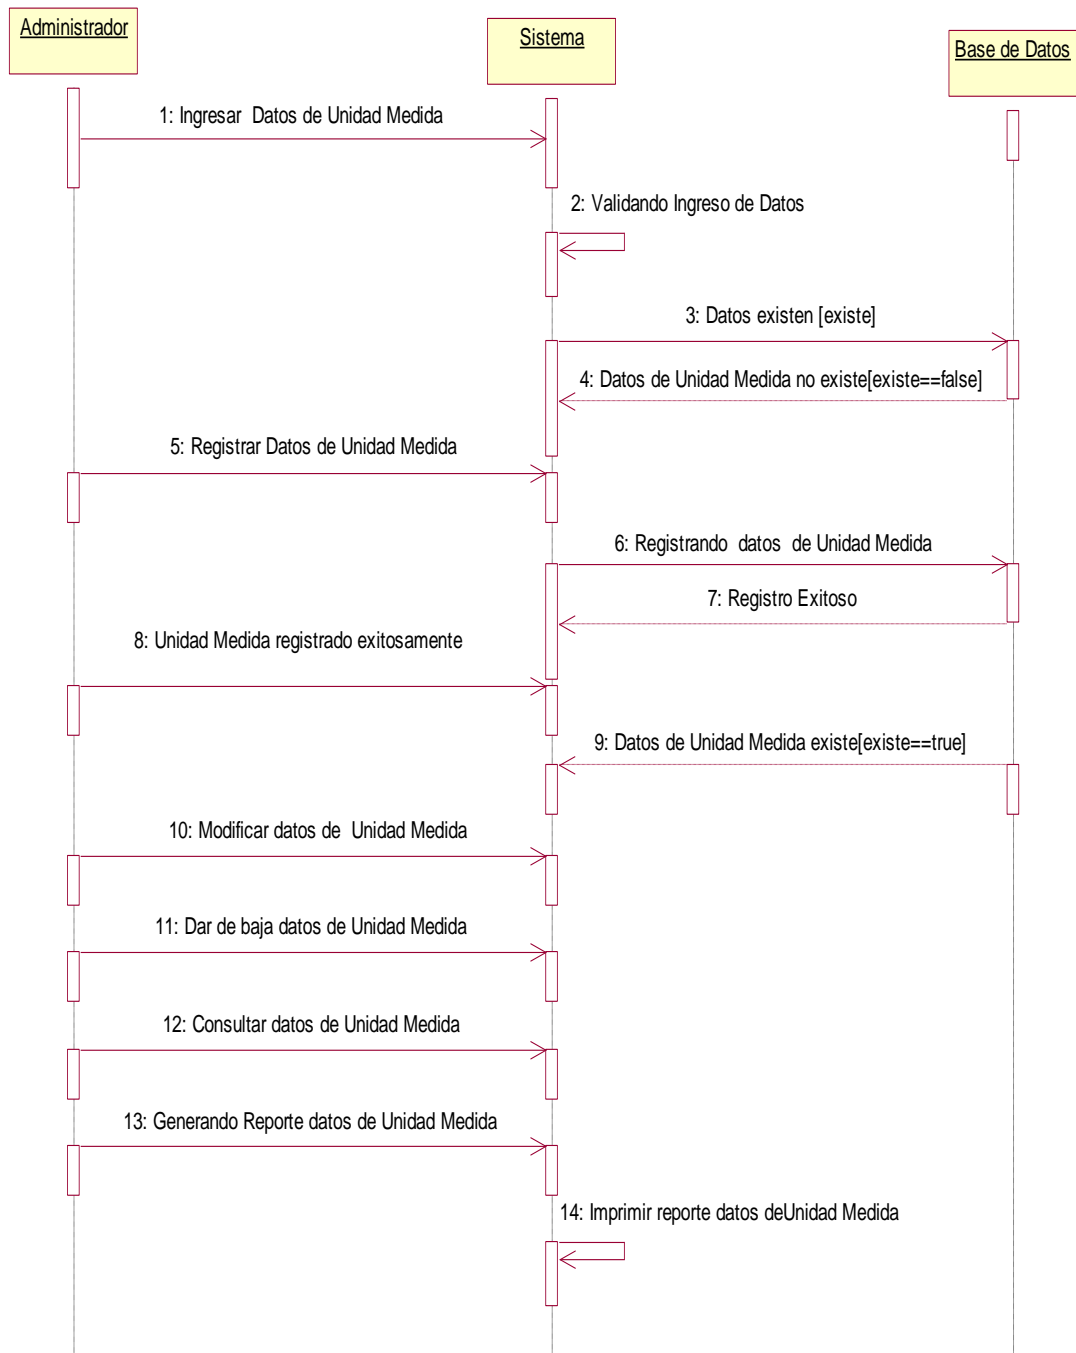 Administrador
Sistema
Base de Datos
1: Ingresar Datos de Unidad Medida
2: Validando Ingreso de Datos
3: Datos existen [existe]
4: Datos de Unidad Medida no existe[existe==false]
5: Registrar Datos de Unidad Medida
6: Registrando datos de Unidad Medida
7: Registro Exitoso
8: Unidad Medida registrado exitosamente
9: Datos de Unidad Medida existe[existe==true]
10: Modificar datos de Unidad Medida
11: Dar de baja datos de Unidad Medida
12: Consultar datos de Unidad Medida
13: Generando Reporte datos de Unidad Medida
14: Imprimir reporte datos deUnidad Medida